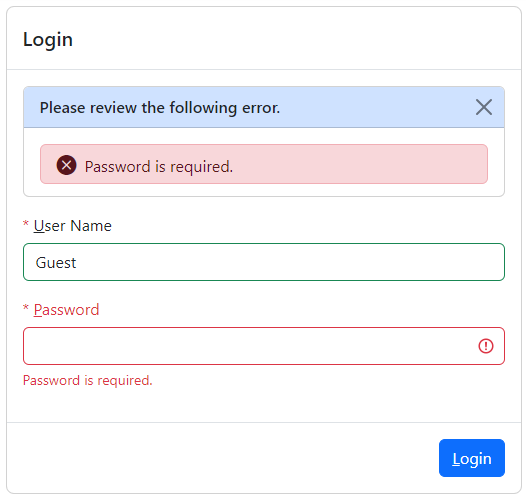 Login
Please review the following error.
Password is required.
* User Name
Guest
* Password
Password is required.
Login